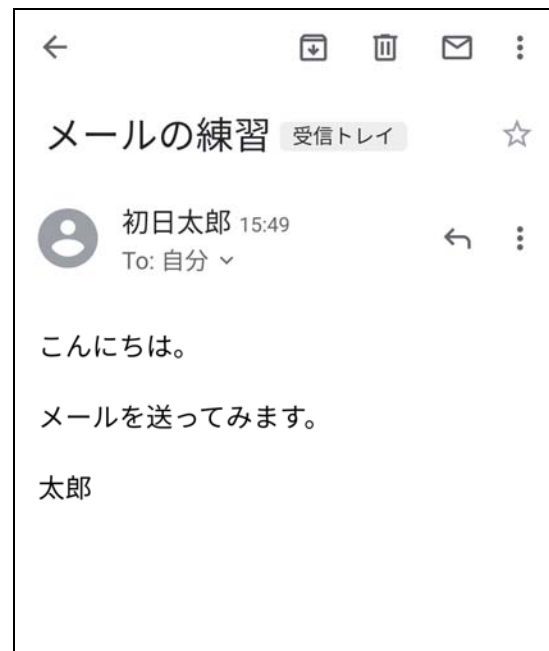 メールの練習 受信トレイ
初日太郎 15:49
To: 自分
こんにちは。
メールを送ってみます。
太郎